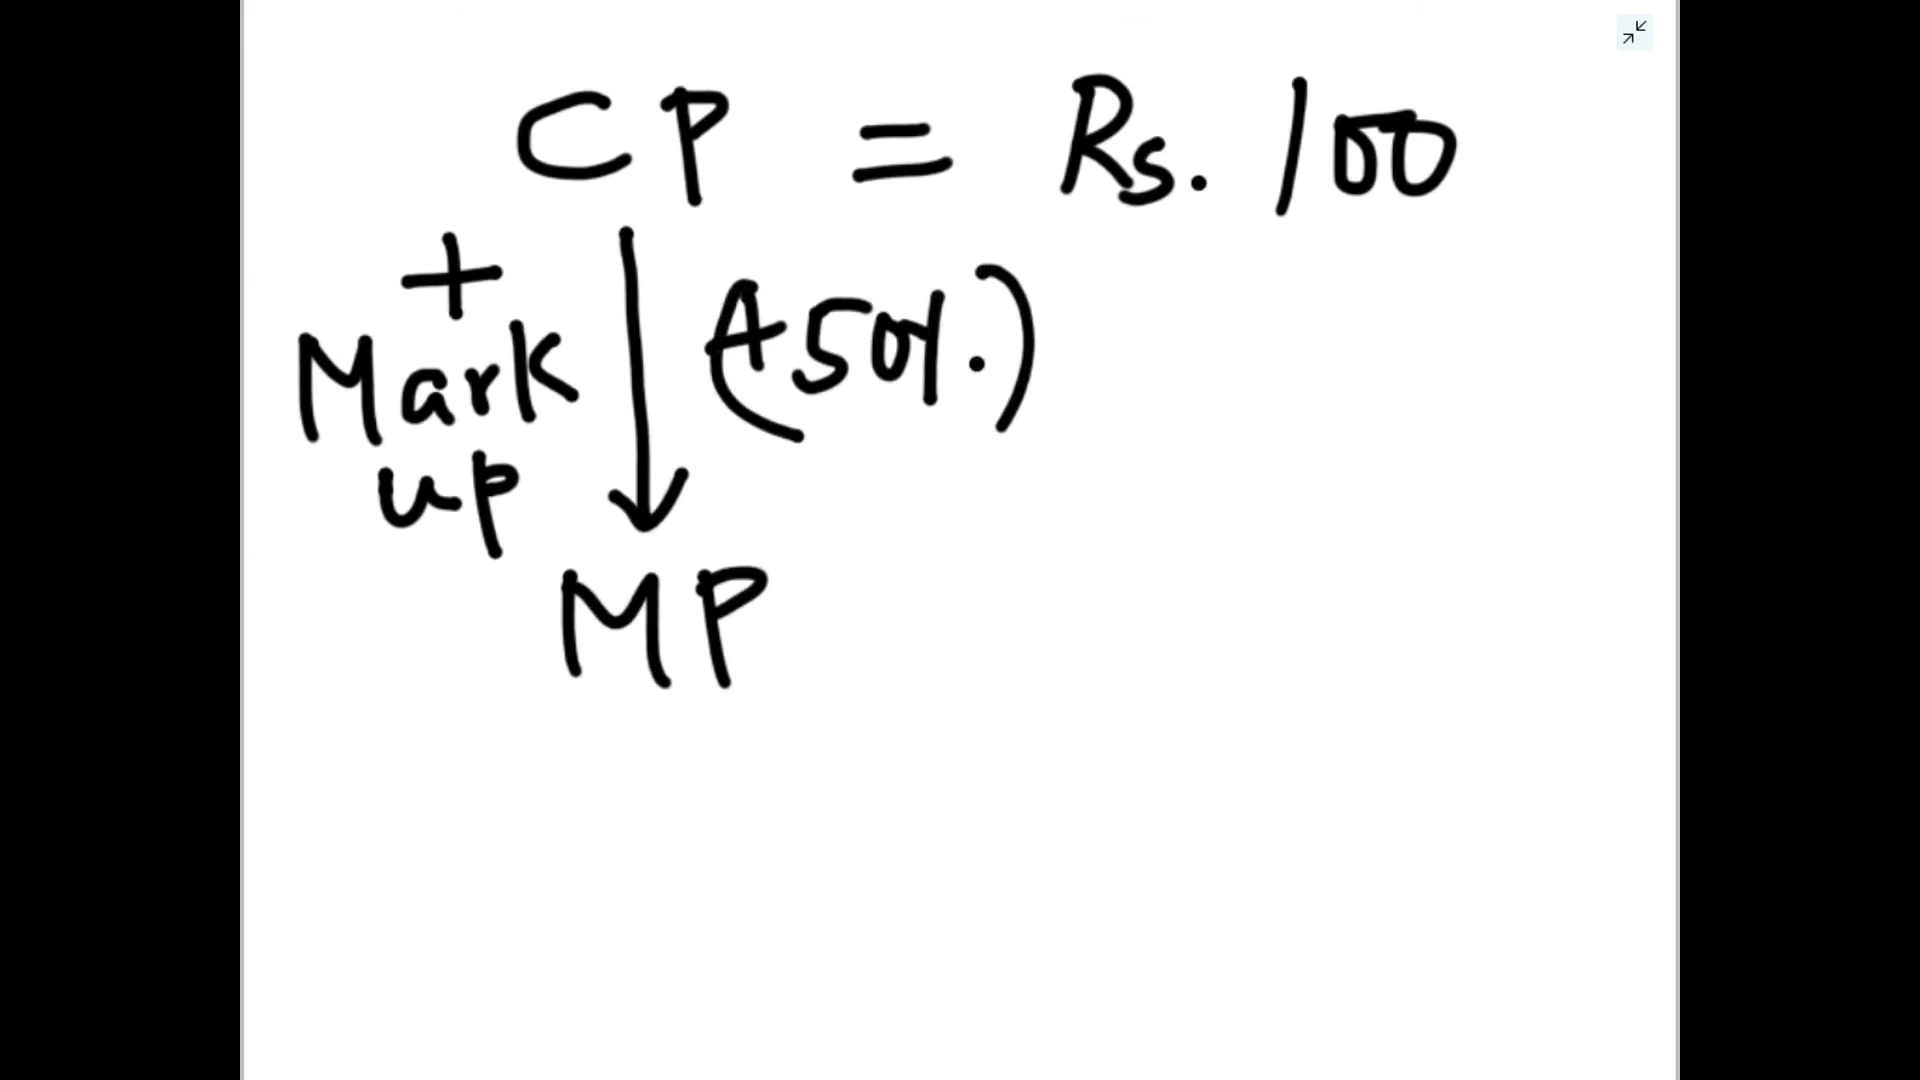 CP = Rs. 100
+
Mark
up
(+50%)
MP